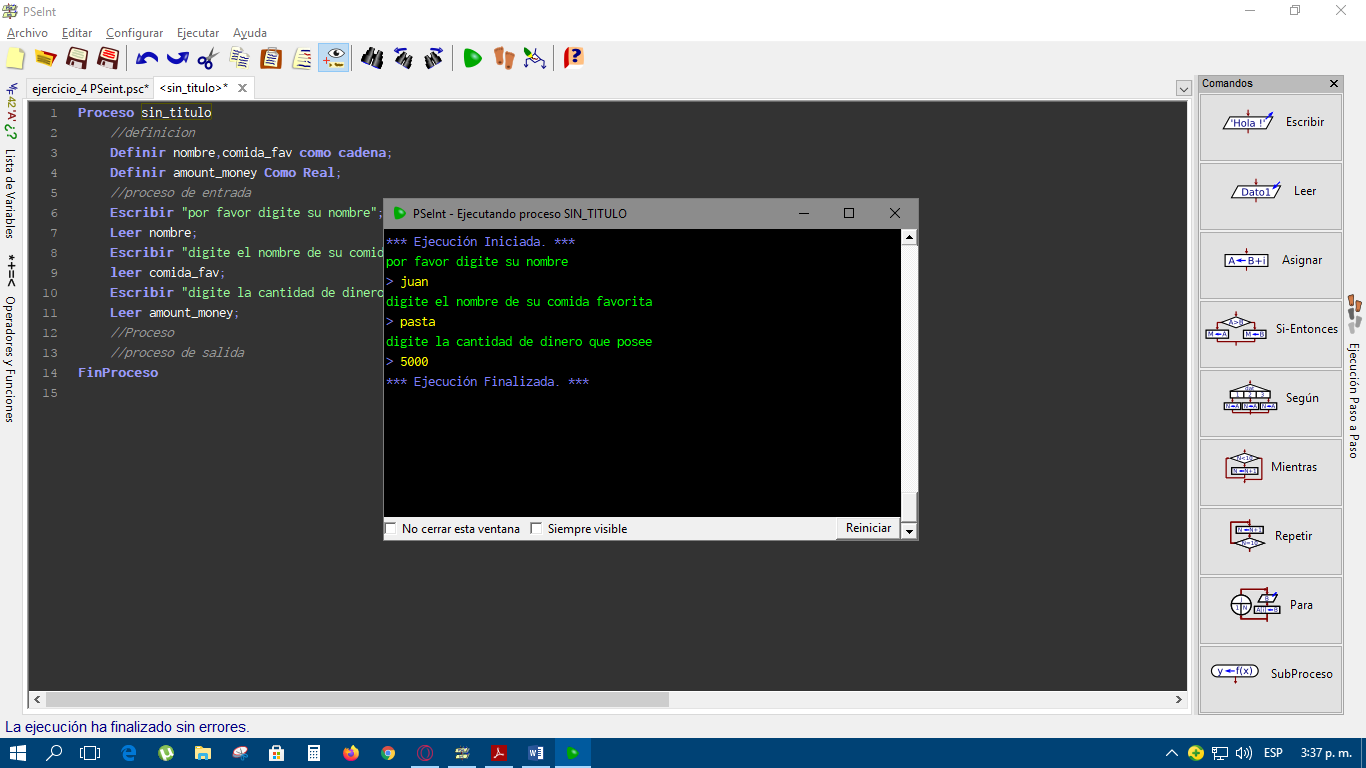 PSeInt
Archivo Editar Configurar Ejecutar Ayuda
ejercicio_4 PSeint.psc* <sin_titulo>*
Comandos
1 Proceso sin_titulo
2 //definicion
3 Definir nombre,comida_fav como cadena;
4 Definir amount_money Como Real;
5 //proceso de entrada
6 Escribir "por favor digite su nombre";
7 Leer nombre;
8 Escribir "digite el nombre de su comid
9 leer comida_fav;
10 Escribir "digite la cantidad de dinero
11 Leer amount_money;
12 //Proceso
13 //proceso de salida
14 FinProceso
15
PSeInt - Ejecutando proceso SIN_TITULO
*** Ejecución Iniciada. ***
por favor digite su nombre
> juan
digite el nombre de su comida favorita
> pasta
digite la cantidad de dinero que posee
> 5000
*** Ejecución Finalizada. ***
No cerrar esta ventana Siempre visible Reiniciar
Lista de Variables
*+=< Operadores y Funciones
'Hola !' Escribir
Dato1 Leer
A←B+i Asignar
A>B M←A M←B Si-Entonces
Según
Mientras
Repetir
Para
y←f(x) SubProceso
Ejecución Paso a Paso
La ejecución ha finalizado sin errores.
ESP 3:37 p. m.